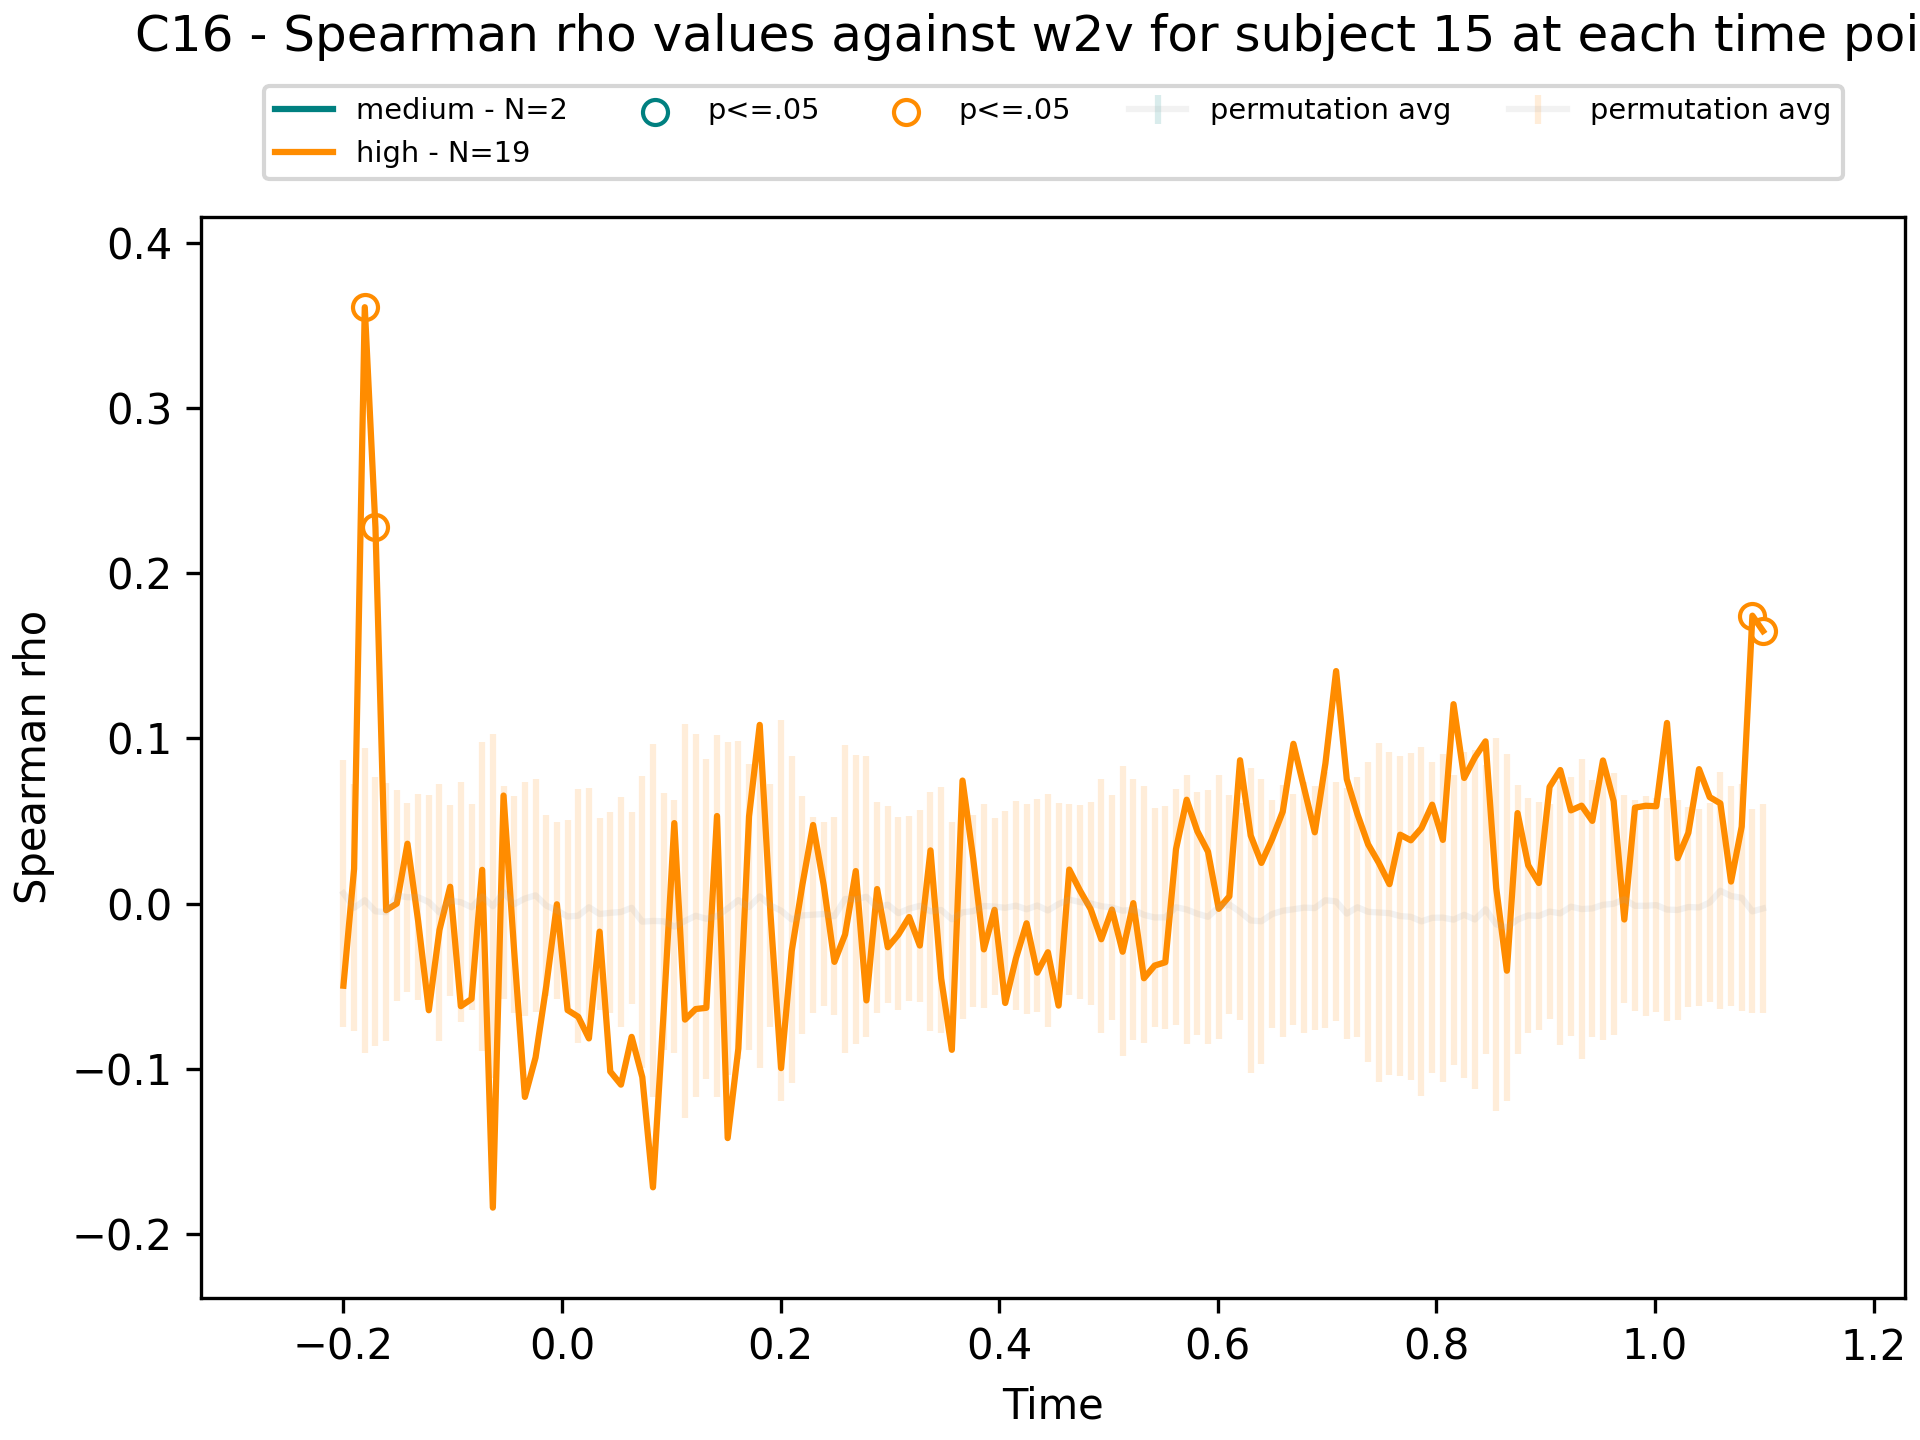 C16 - Spearman rho values against w2v for subject 15 at each time poi
medium - N=2
high - N=19
p<=.05
p<=.05
permutation avg
permutation avg
Spearman rho
0.4
0.3
0.2
0.1
0.0
−0.1
−0.2
−0.2 0.0 0.2 0.4 0.6 0.8 1.0 1.2
Time